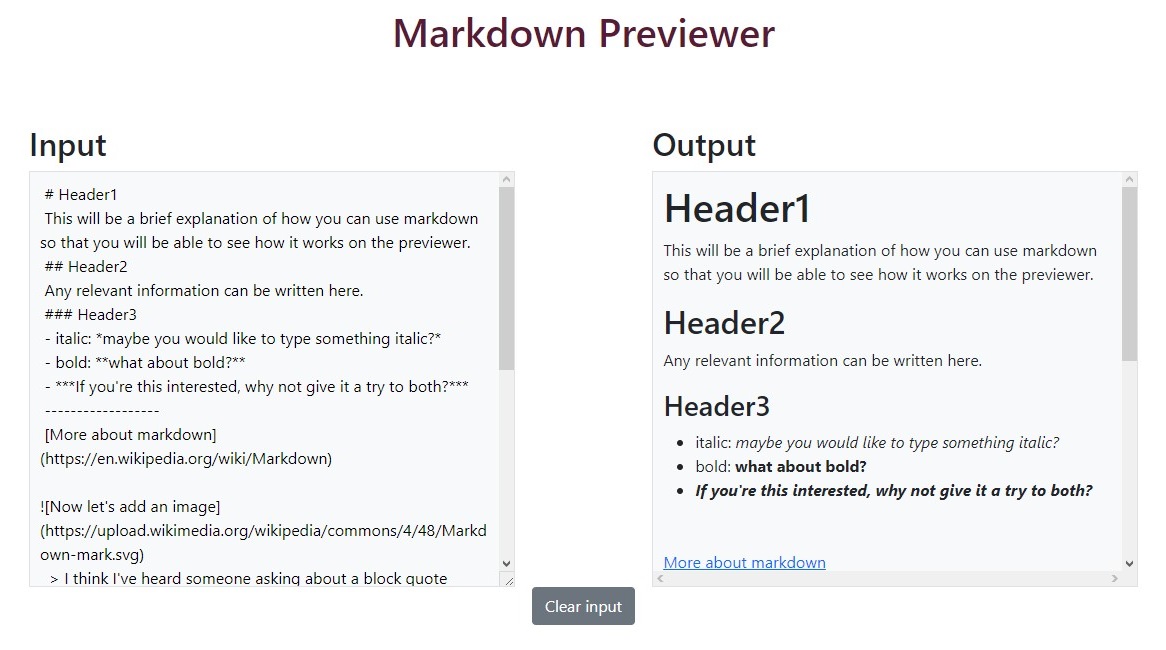 Markdown Previewer
Input
# Header1
This will be a brief explanation of how you can use markdown
so that you will be able to see how it works on the previewer.
## Header2
Any relevant information can be written here.
### Header3
- italic: *maybe you would like to type something italic?*
- bold: **what about bold?**
- ***If you're this interested, why not give it a try to both?***
------------------
[More about markdown]
(https://en.wikipedia.org/wiki/Markdown)
![Now let's add an image]
(https://upload.wikimedia.org/wikipedia/commons/4/48/Markd
own-mark.svg)
> I think I've heard someone asking about a block quote
Output
Header1
This will be a brief explanation of how you can use markdown
so that you will be able to see how it works on the previewer.
Header2
Any relevant information can be written here.
Header3
• italic: maybe you would like to type something italic?
• bold: what about bold?
• If you're this interested, why not give it a try to both?
More about markdown
Clear input